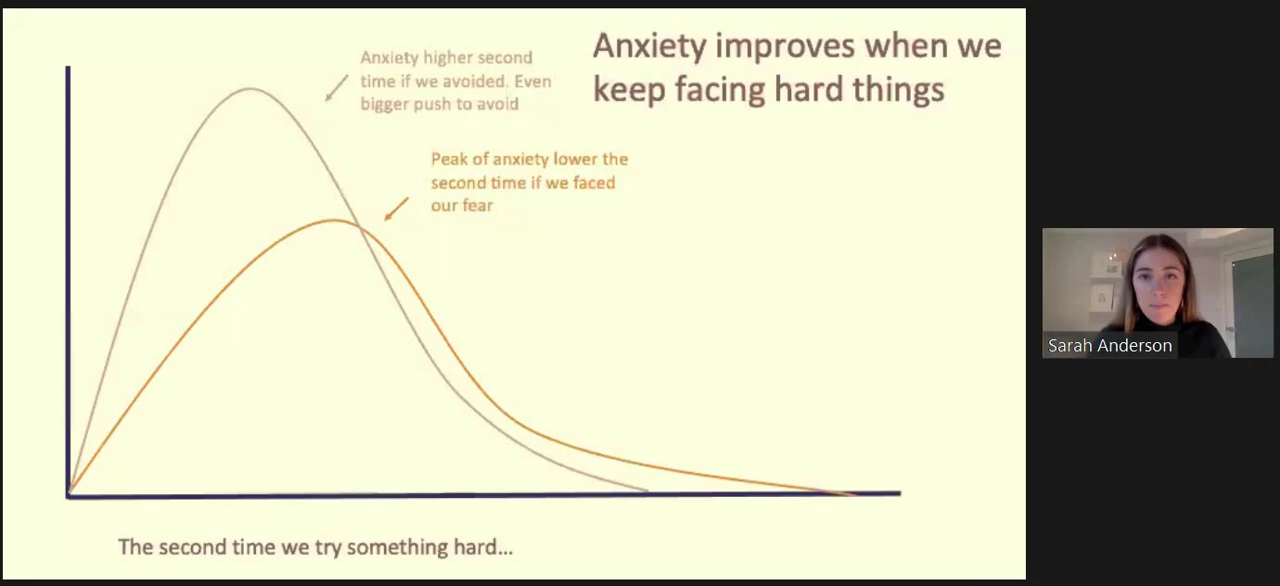 Anxiety improves when we
keep facing hard things
Anxiety higher second
time if we avoided. Even
bigger push to avoid
Peak of anxiety lower the
second time if we faced
our fear
The second time we try something hard...
Sarah Anderson